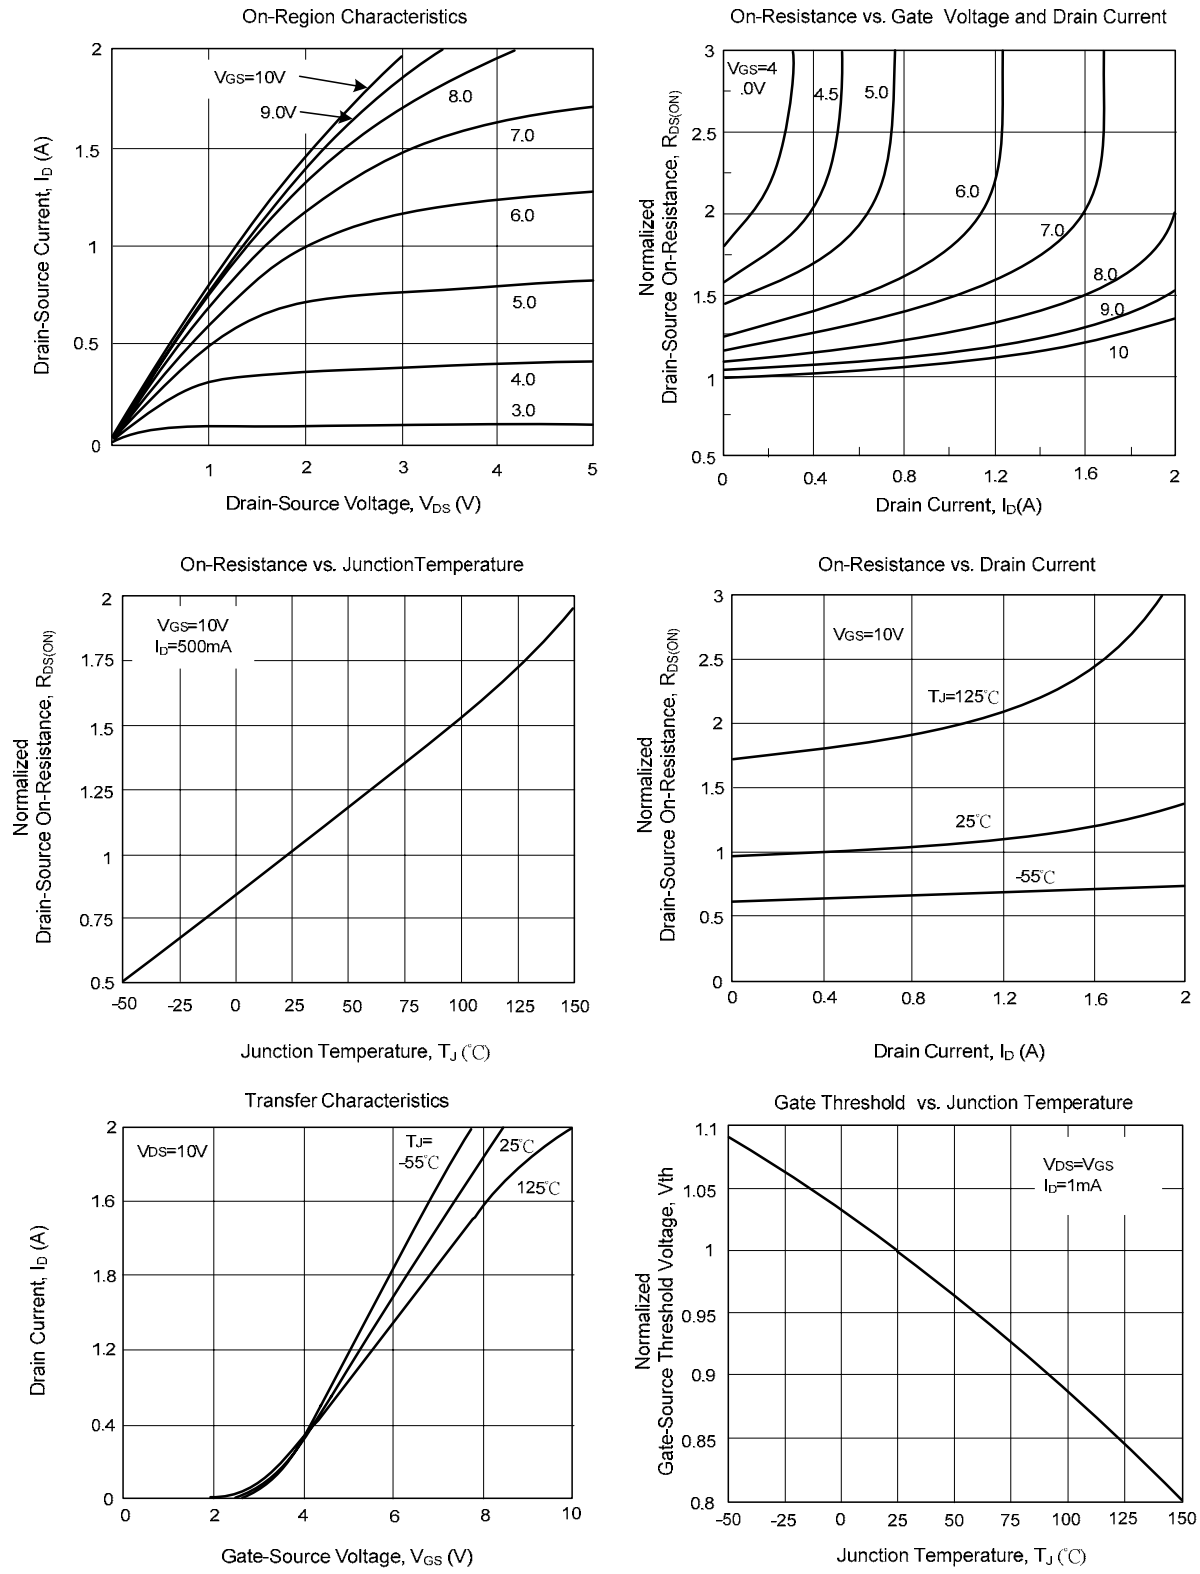 On-Region Characteristics
Drain-Source Current, ID (A)
2
1.5
1
0.5
0
VGS=10V
9.0V
8.0
7.0
6.0
5.0
4.0
3.0
1 2 3 4 5
Drain-Source Voltage, VDS (V)
On-Resistance vs. Gate Voltage and Drain Current
Normalized
Drain-Source On-Resistance, RDS(ON)
3
2.5
2
1.5
1
0.5
VGS=4
.0V
4.5
5.0
6.0
7.0
8.0
9.0
10
0 0.4 0.8 1.2 1.6 2
Drain Current, ID(A)
On-Resistance vs. JunctionTemperature
Normalized
Drain-Source On-Resistance, RDS(ON)
2
1.75
1.5
1.25
1
0.75
0.5
VGS=10V
ID=500mA
-50 -25 0 25 50 75 100 125 150
Junction Temperature, TJ (℃)
On-Resistance vs. Drain Current
Normalized
Drain-Source On-Resistance, RDS(ON)
3
2.5
2
1.5
1
0.5
0
VGS=10V
TJ=125℃
25℃
-55℃
0 0.4 0.8 1.2 1.6 2
Drain Current, ID (A)
Transfer Characteristics
Drain Current, ID (A)
2
1.6
1.8
1.2
0.4
0
VDS=10V
TJ=
-55℃
25℃
125℃
0 2 4 6 8 10
Gate-Source Voltage, VGS (V)
Gate Threshold vs. Junction Temperature
Normalized
Gate-Source Threshold Voltage, Vth
1.1
1.05
1
0.95
0.9
0.85
0.8
VDS=VGS
ID=1mA
-50 -25 0 25 50 75 100 125 150
Junction Temperature, TJ (℃)